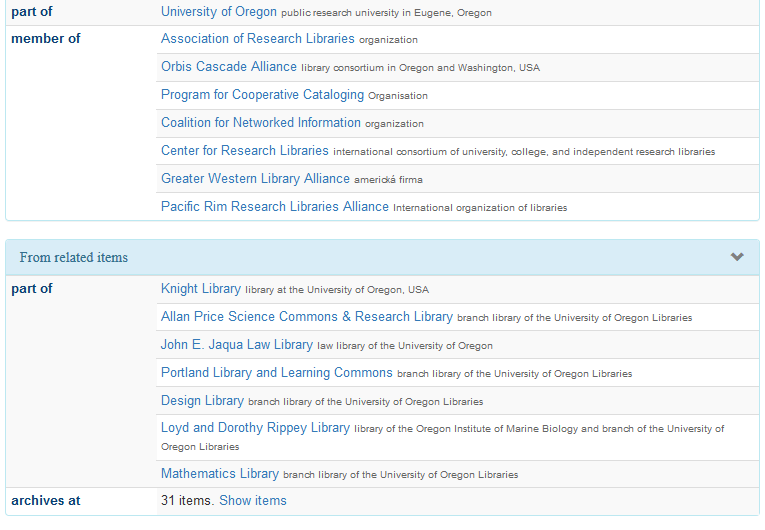 part of University of Oregon public research university in Eugene, Oregon
member of Association of Research Libraries organization
Orbis Cascade Alliance library consortium in Oregon and Washington, USA
Program for Cooperative Cataloging Organisation
Coalition for Networked Information organization
Center for Research Libraries international consortium of university, college, and independent research libraries
Greater Western Library Alliance americká firma
Pacific Rim Research Libraries Alliance International organization of libraries
From related items
part of Knight Library library at the University of Oregon, USA
Allan Price Science Commons & Research Library branch library of the University of Oregon Libraries
John E. Jaqua Law Library law library of the University of Oregon
Portland Library and Learning Commons branch library of the University of Oregon Libraries
Design Library branch library of the University of Oregon Libraries
Loyd and Dorothy Rippey Library library of the Oregon Institute of Marine Biology and branch of the University of
Oregon Libraries
Mathematics Library branch library of the University of Oregon Libraries
archives at 31 items. Show items